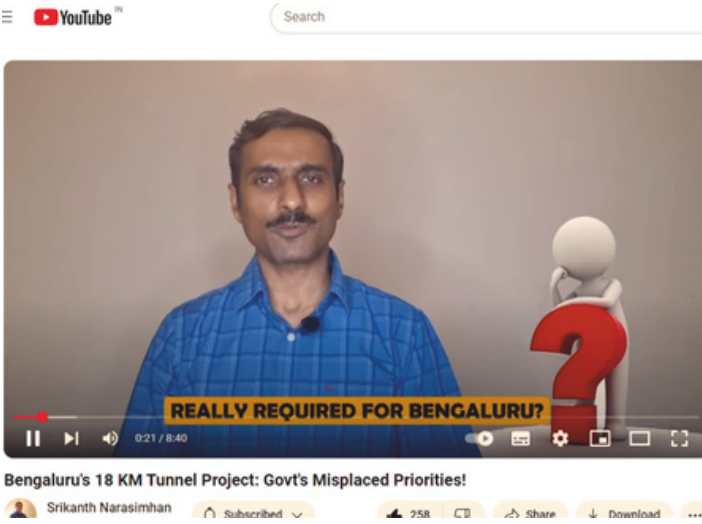 YouTube IN
Search
REALLY REQUIRED FOR BENGALURU?
?
0:21 / 8:40
Bengaluru's 18 KM Tunnel Project: Govt's Misplaced Priorities!
Srikanth Narasimhan
Subscribed
258
Share
Download